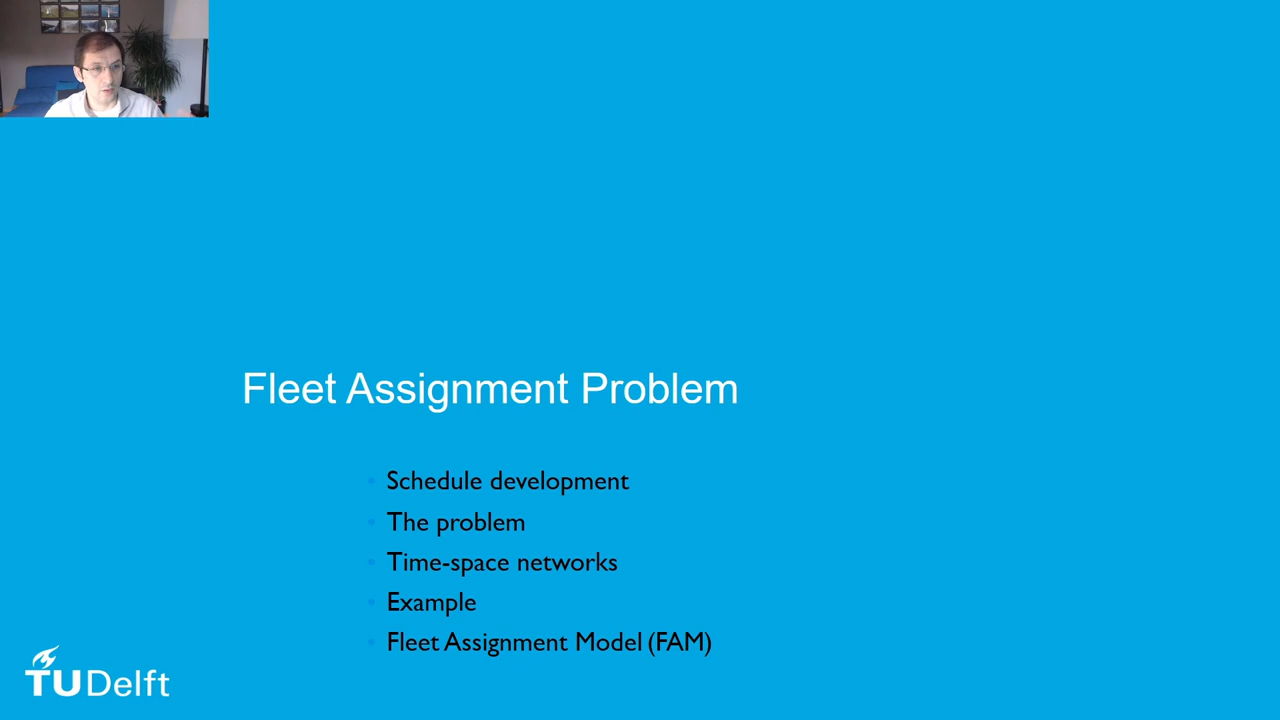 Fleet Assignment Problem
• Schedule development
• The problem
• Time-space networks
• Example
• Fleet Assignment Model (FAM)
TU Delft